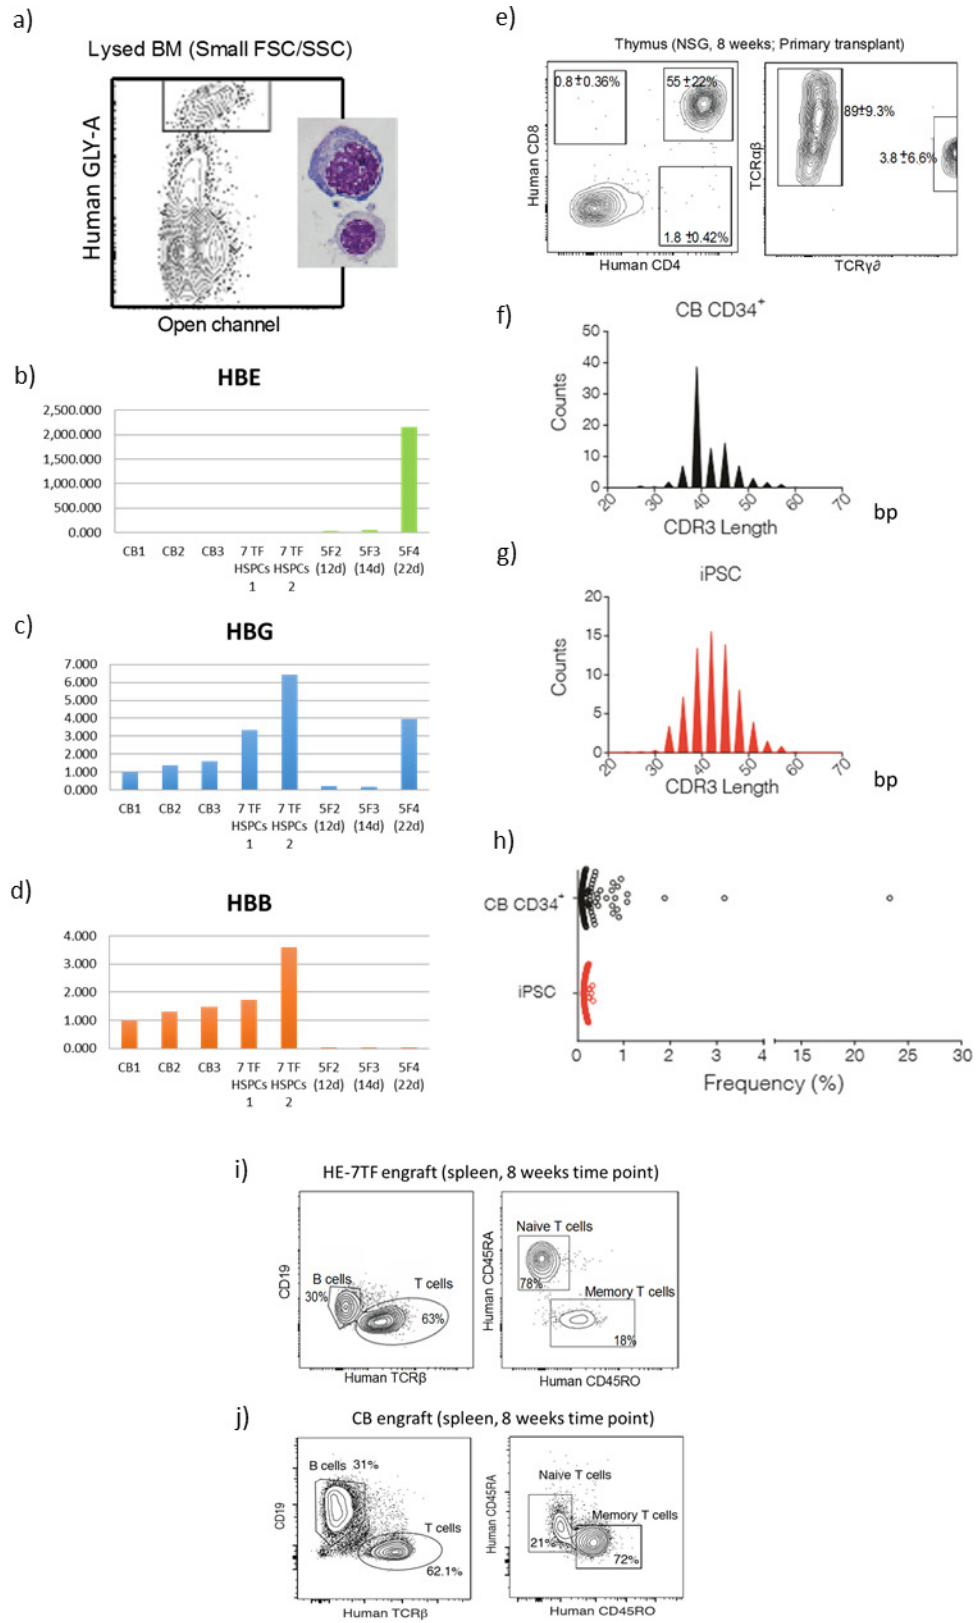 a)
Lysed BM (Small FSC/SSC)
Human GLY-A
Open channel
b)
HBE
2,500.000
2,000.000
1,500.000
1,000.000
500.000
0.000
CB1 CB2 CB3 7 TF 7 TF 5F2 5F3 5F4
HSPCs HSPCs (12d) (14d) (22d)
1 2
c)
HBG
7.000
6.000
5.000
4.000
3.000
2.000
1.000
0.000
CB1 CB2 CB3 7 TF 7 TF 5F2 5F3 5F4
HSPCs HSPCs (12d) (14d) (22d)
1 2
d)
HBB
4.000
3.000
2.000
1.000
0.000
CB1 CB2 CB3 7 TF 7 TF 5F2 5F3 5F4
HSPCs HSPCs (12d) (14d) (22d)
1 2
e)
Thymus (NSG, 8 weeks; Primary transplant)
0.8±0.36%
55±22%
1.8±0.42%
Human CD8
Human CD4
89±9.3%
3.8±6.6%
TCRαβ
TCRγ∂
f)
CB CD34+
50
40
30
20
10
0
Counts
20 30 40 50 60 70
CDR3 Length
bp
g)
iPSC
20
15
10
5
0
Counts
20 30 40 50 60 70
CDR3 Length
bp
h)
CB CD34+
iPSC
0 1 2 3 4 15 20 25 30
Frequency (%)
i)
HE-7TF engraft (spleen, 8 weeks time point)
CD19
B cells
30%
T cells
63%
Human TCRβ
Human CD45RA
Naive T cells
78%
Memory T cells
18%
Human CD45RO
j)
CB engraft (spleen, 8 weeks time point)
CD19
B cells 31%
T cells
62.1%
Human TCRβ
Human CD45RA
Naive T cells
21%
Memory T cells
72%
Human CD45RO